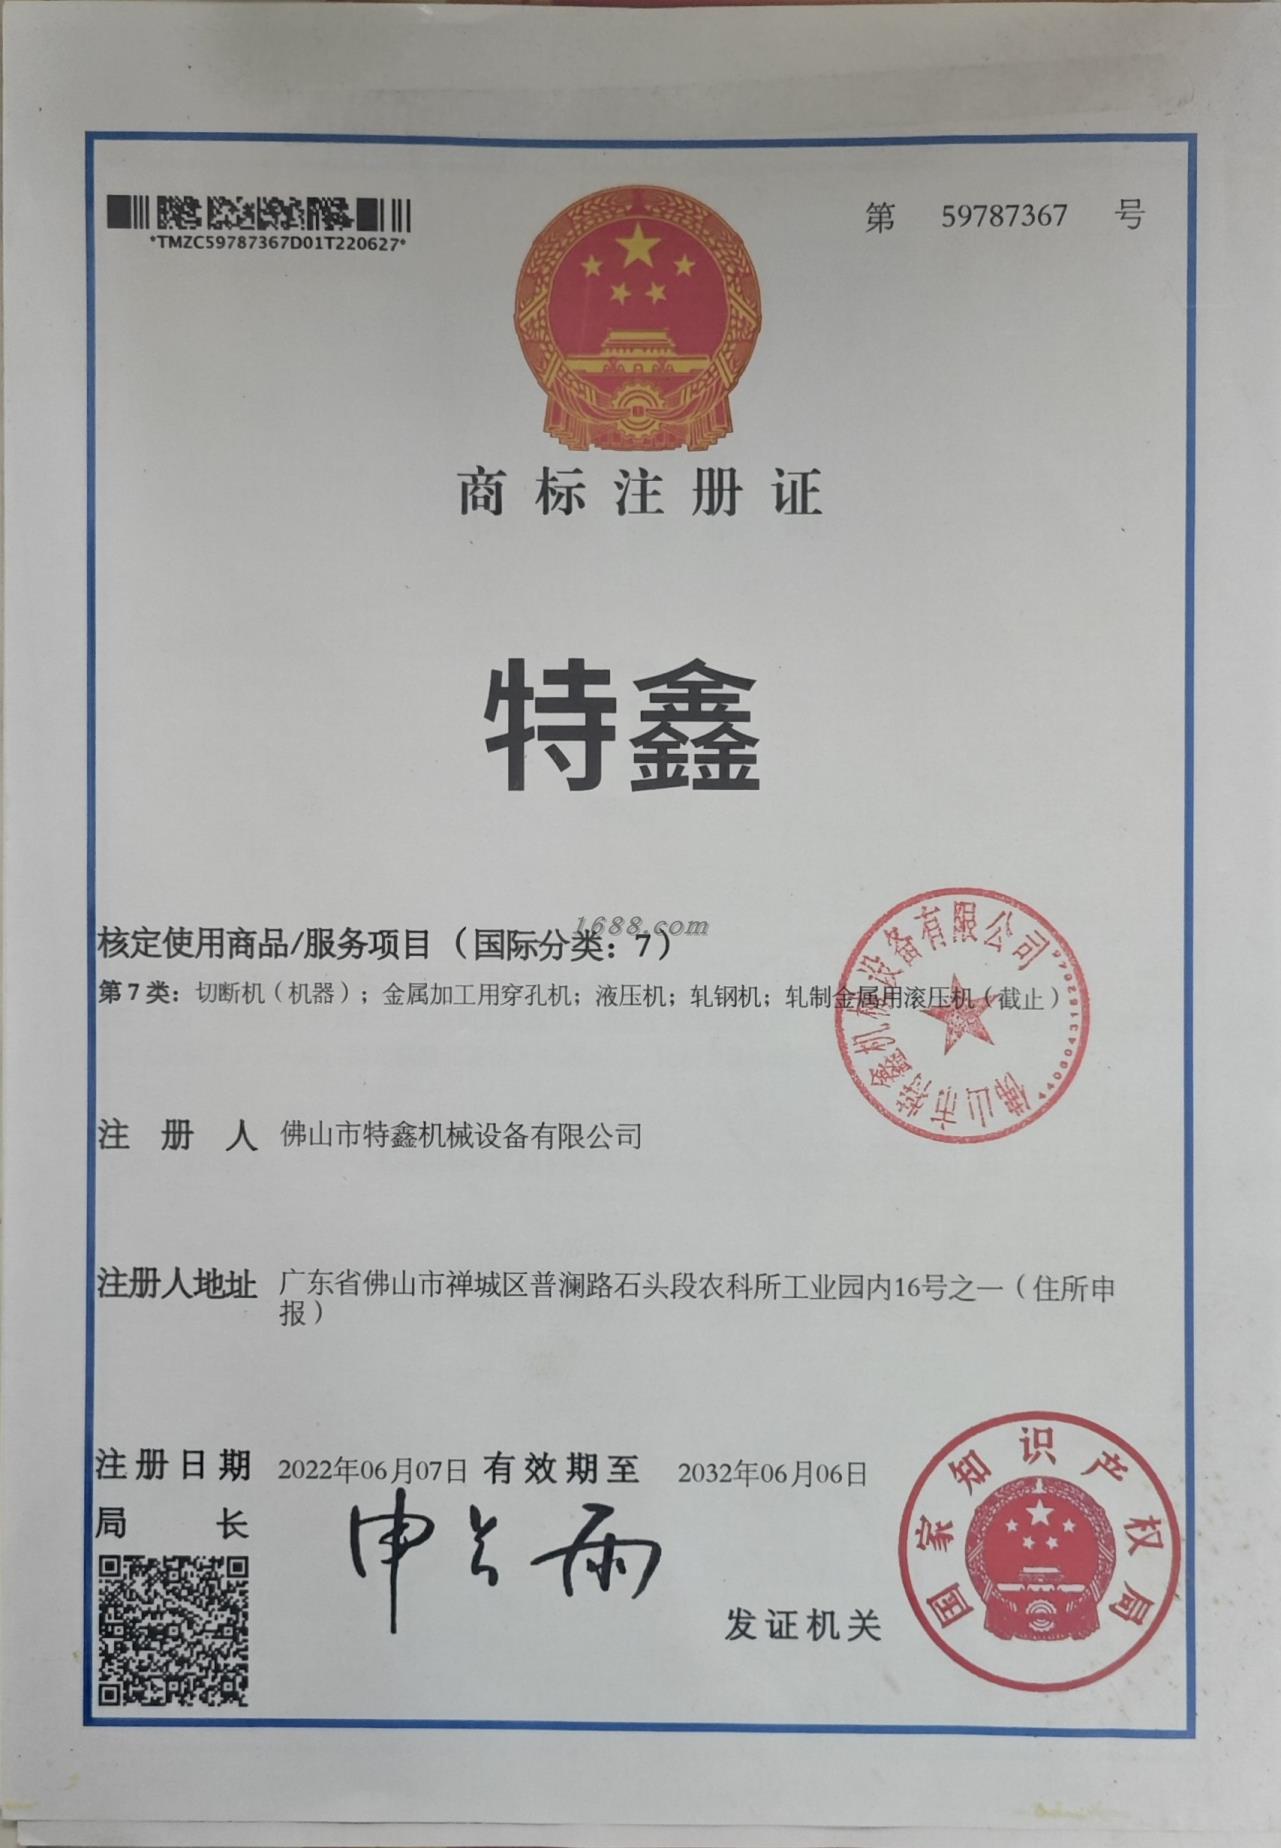 *TMZC59787367D01T220627*
第 59787367 号
商标注册证
特鑫
1688.com
核定使用商品/服务项目（国际分类：7）
第7类：切断机（机器）；金属加工用穿孔机；液压机；轧钢机；轧制金属用滚压机（截止）
佛山市特鑫机械设备有限公司
注册人 佛山市特鑫机械设备有限公司
注册人地址 广东省佛山市禅城区普澜路石头段农科所工业园内16号之一（住所申
报）
注册日期 2022年06月07日 有效期至 2032年06月06日
局长 申长雨
发证机关
国家知识产权局